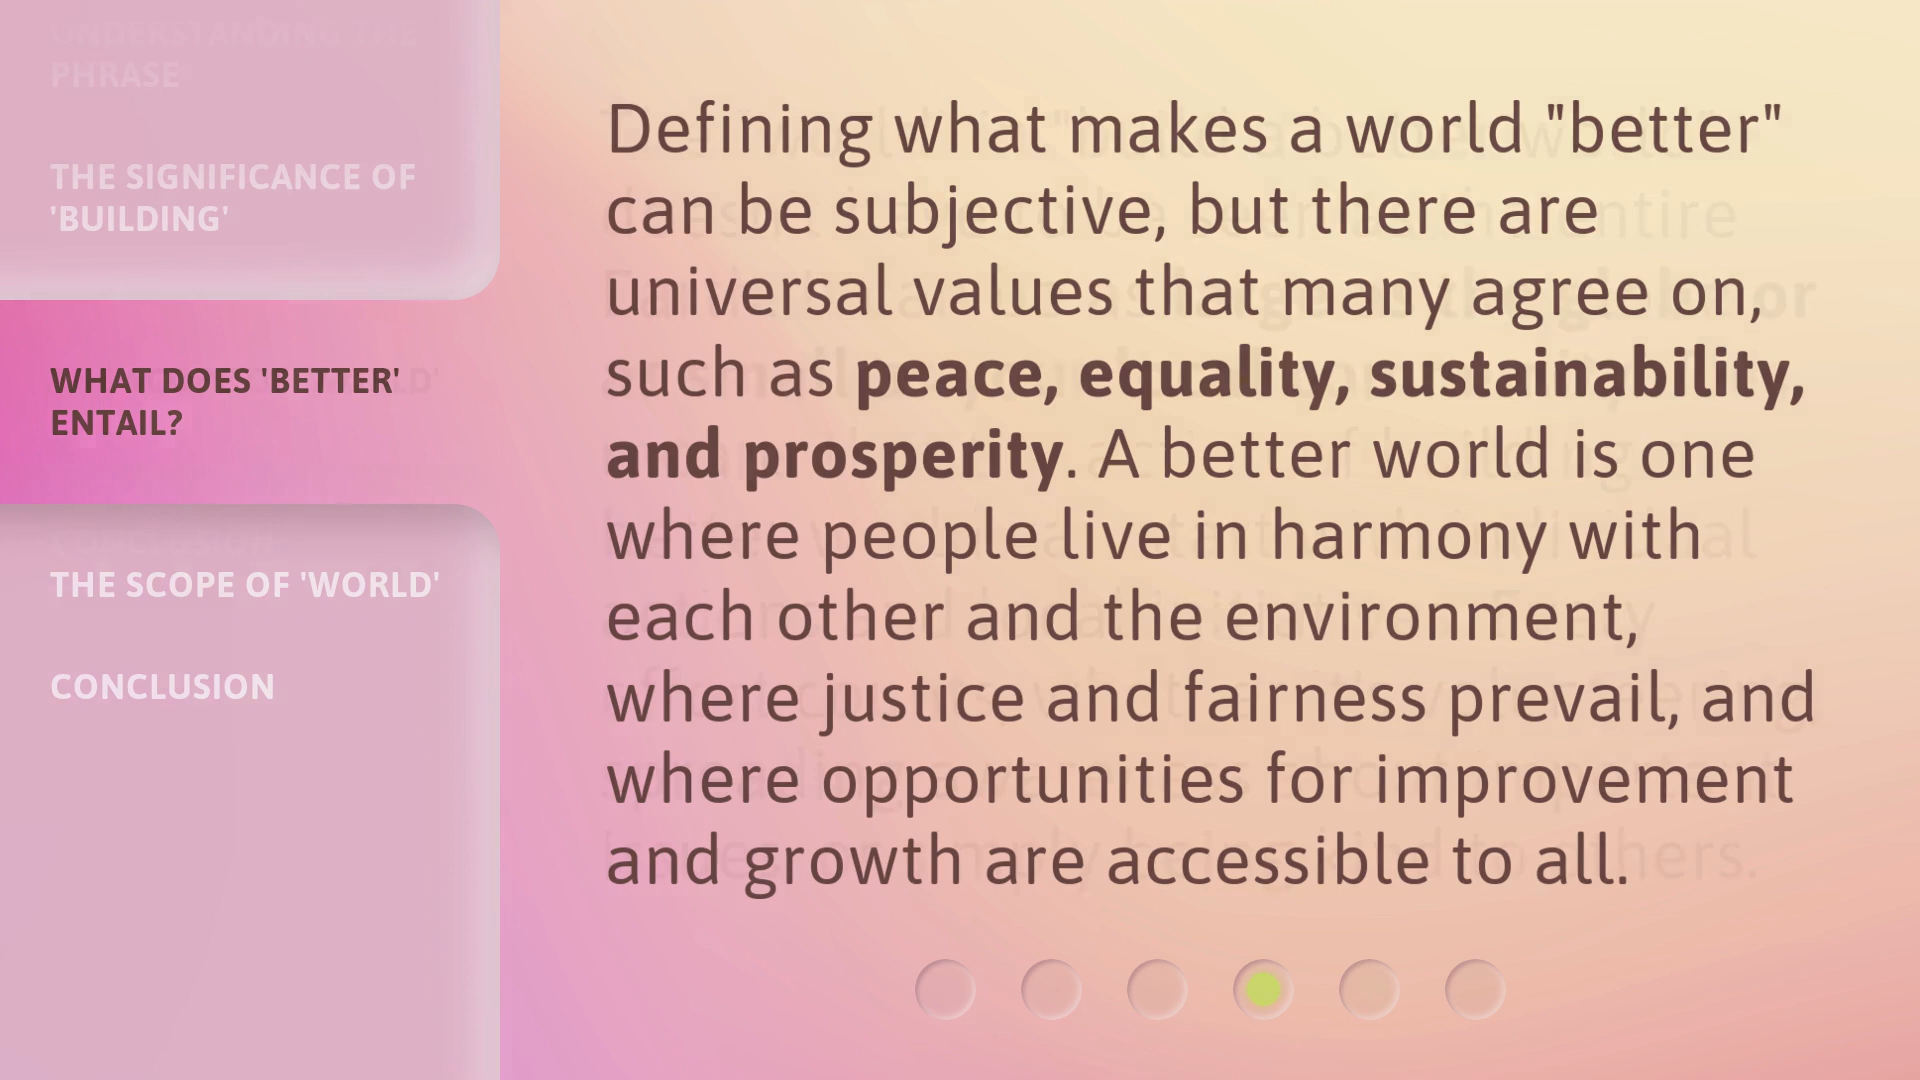 UNDERSTANDING THE
PHRASE
THE SIGNIFICANCE OF
'BUILDING'
WHAT DOES 'BETTER'
ENTAIL?
THE SCOPE OF 'WORLD'
CONCLUSION
Defining what makes a world "better"
can be subjective, but there are
universal values that many agree on,
such as peace, equality, sustainability,
and prosperity. A better world is one
where people live in harmony with
each other and the environment,
where justice and fairness prevail, and
where opportunities for improvement
and growth are accessible to all.